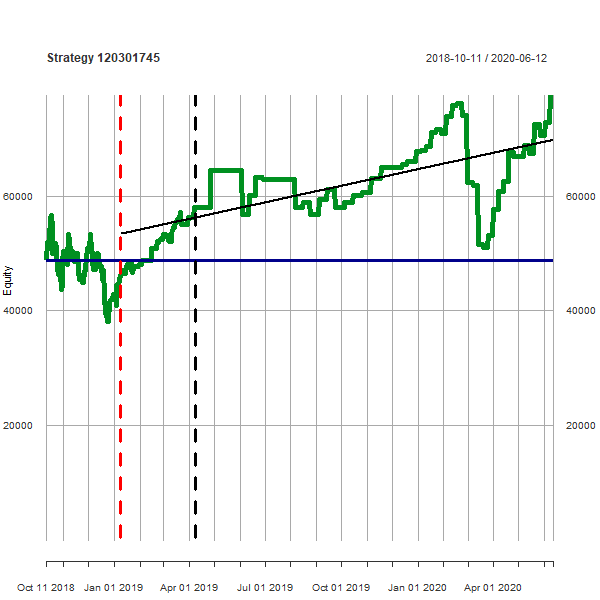 Strategy 120301745
2018-10-11 / 2020-06-12
60000
60000
Equity
40000
40000
20000
20000
Oct 11 2018
Jan 01 2019
Apr 01 2019
Jul 01 2019
Oct 01 2019
Jan 01 2020
Apr 01 2020